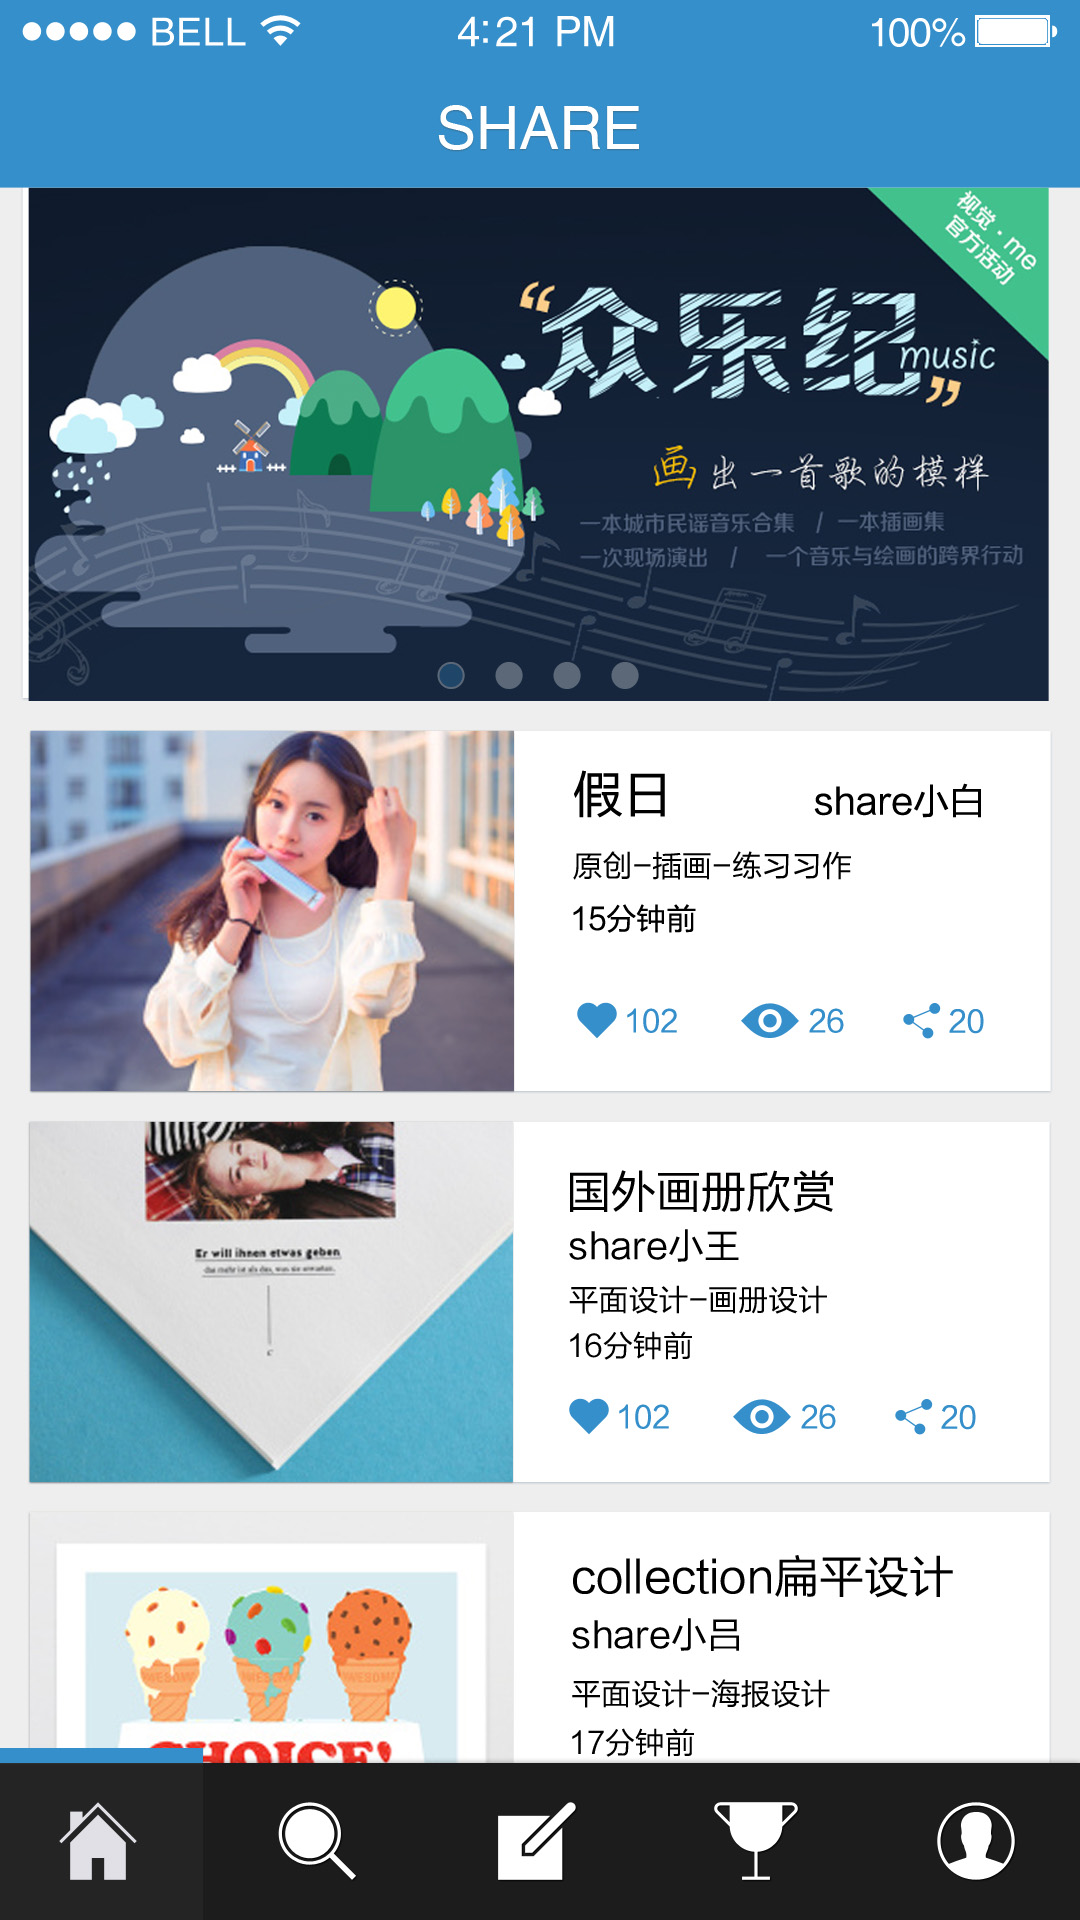 BELL 4:21 PM 100%
SHARE
视觉·me
官方活动
“众乐纪music”
画出一首歌的模样
一本城市民谣音乐合集 / 一本插画集
一次现场演出 / 一个音乐与绘画的跨界行动
假日 share小白
原创-插画-练习习作
15分钟前
102 26 20
Er will ihnen etwas geben
国外画册欣赏
share小王
平面设计-画册设计
16分钟前
102 26 20
collection扁平设计
share小吕
平面设计-海报设计
17分钟前
AWESOME AWESOME AWESOME
CHOICE!